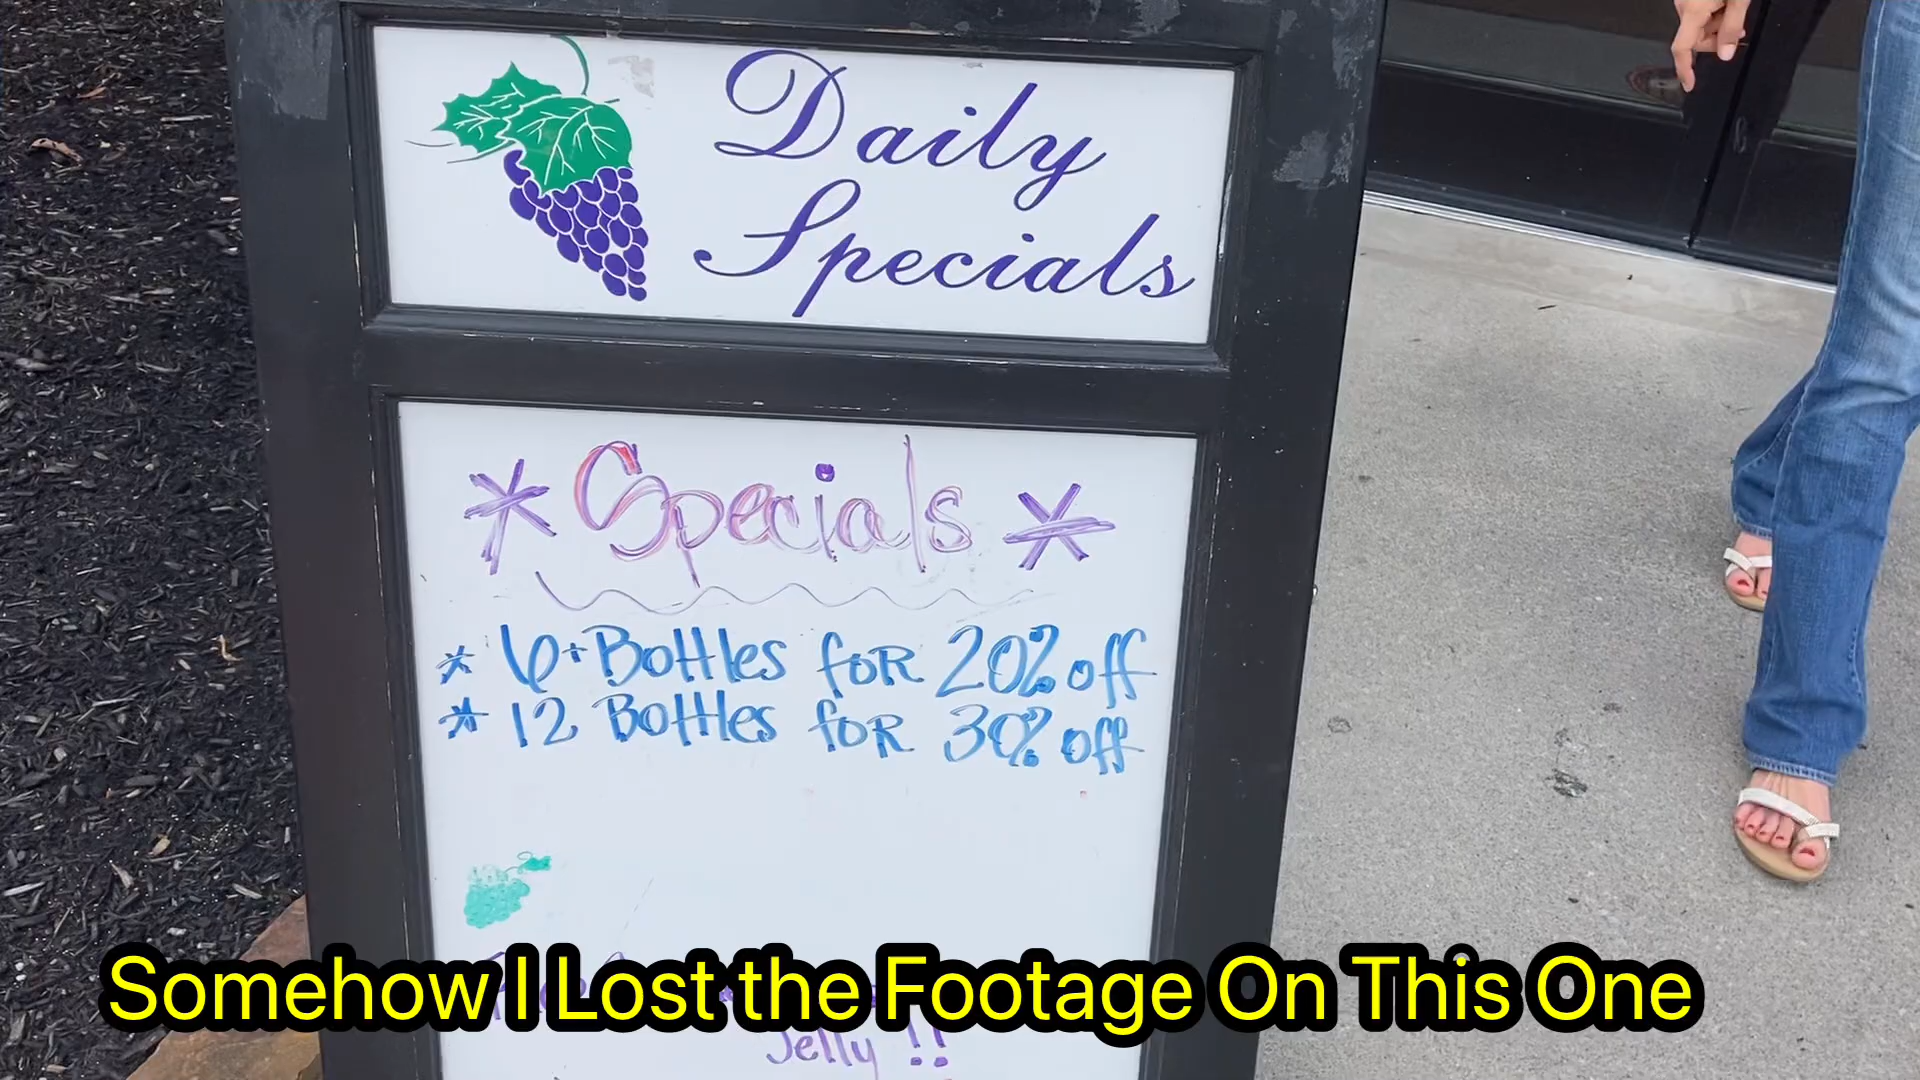 Daily
Specials
* Specials *
* 6+ Bottles for 20% off
* 12 Bottles for 30% off
Somehow I Lost the Footage On This One
Jelly !!